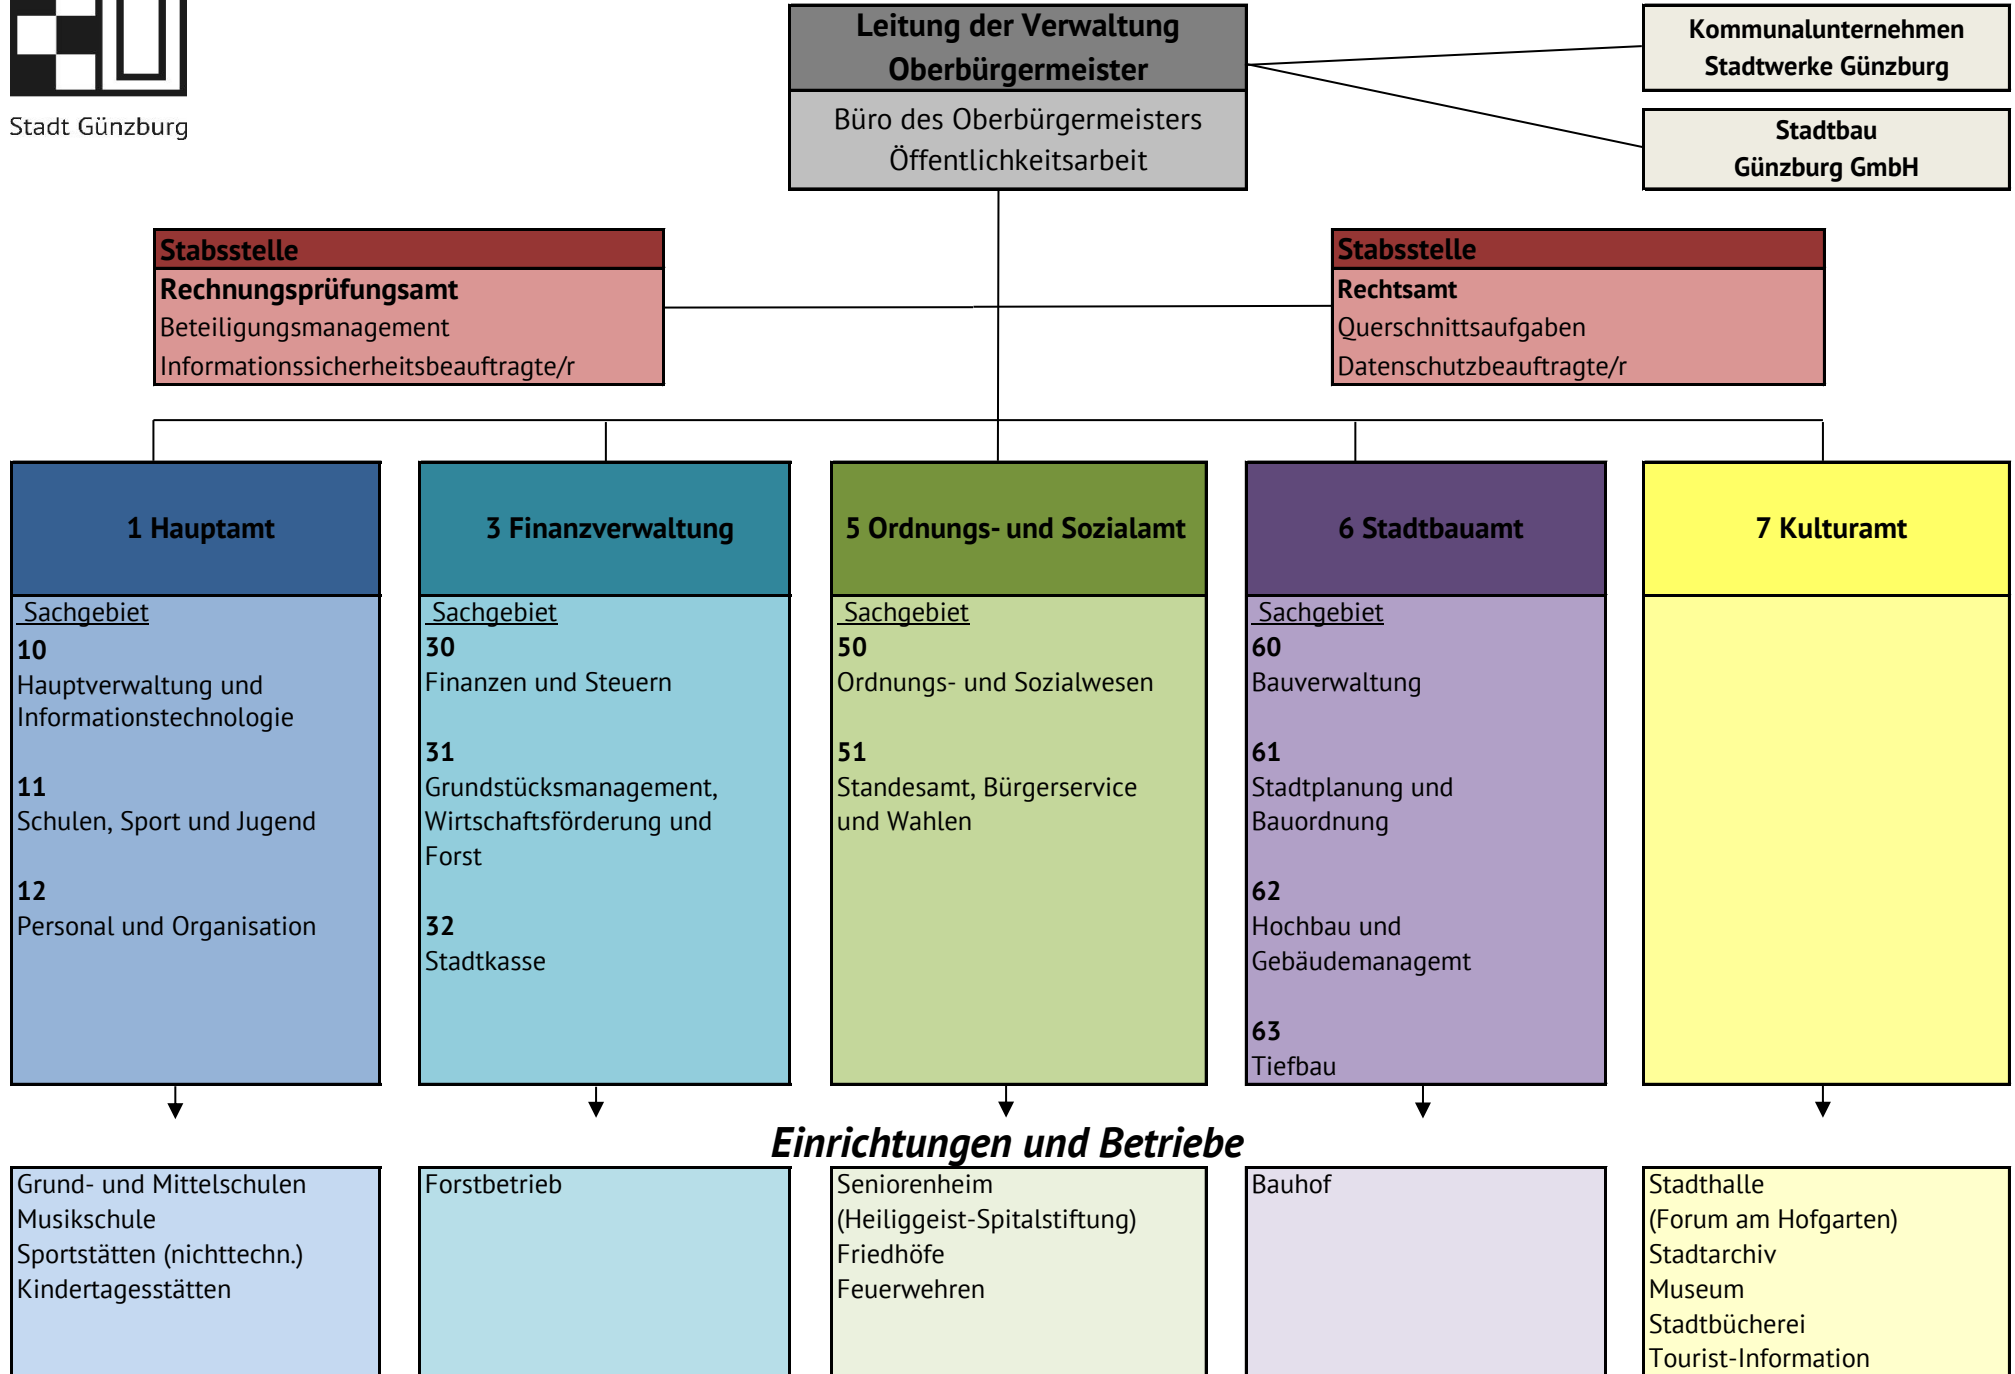 Stadt Günzburg
Leitung der Verwaltung
Oberbürgermeister
Büro des Oberbürgermeisters
Öffentlichkeitsarbeit
Kommunalunternehmen
Stadtwerke Günzburg
Stadtbau
Günzburg GmbH
Stabsstelle
Rechnungsprüfungsamt
Beteiligungsmanagement
Informationssicherheitsbeauftragte/r
Stabsstelle
Rechtsamt
Querschnittsaufgaben
Datenschutzbeauftragte/r
1 Hauptamt
Sachgebiet
10
Hauptverwaltung und
Informationstechnologie
11
Schulen, Sport und Jugend
12
Personal und Organisation
3 Finanzverwaltung
Sachgebiet
30
Finanzen und Steuern
31
Grundstücksmanagement,
Wirtschaftsförderung und
Forst
32
Stadtkasse
5 Ordnungs- und Sozialamt
Sachgebiet
50
Ordnungs- und Sozialwesen
51
Standesamt, Bürgerservice
und Wahlen
6 Stadtbauamt
Sachgebiet
60
Bauverwaltung
61
Stadtplanung und
Bauordnung
62
Hochbau und
Gebäudemanagemt
63
Tiefbau
7 Kulturamt
Einrichtungen und Betriebe
Grund- und Mittelschulen
Musikschule
Sportstätten (nichttechn.)
Kindertagesstätten
Forstbetrieb
Seniorenheim
(Heiliggeist-Spitalstiftung)
Friedhöfe
Feuerwehren
Bauhof
Stadthalle
(Forum am Hofgarten)
Stadtarchiv
Museum
Stadtbücherei
Tourist-Information